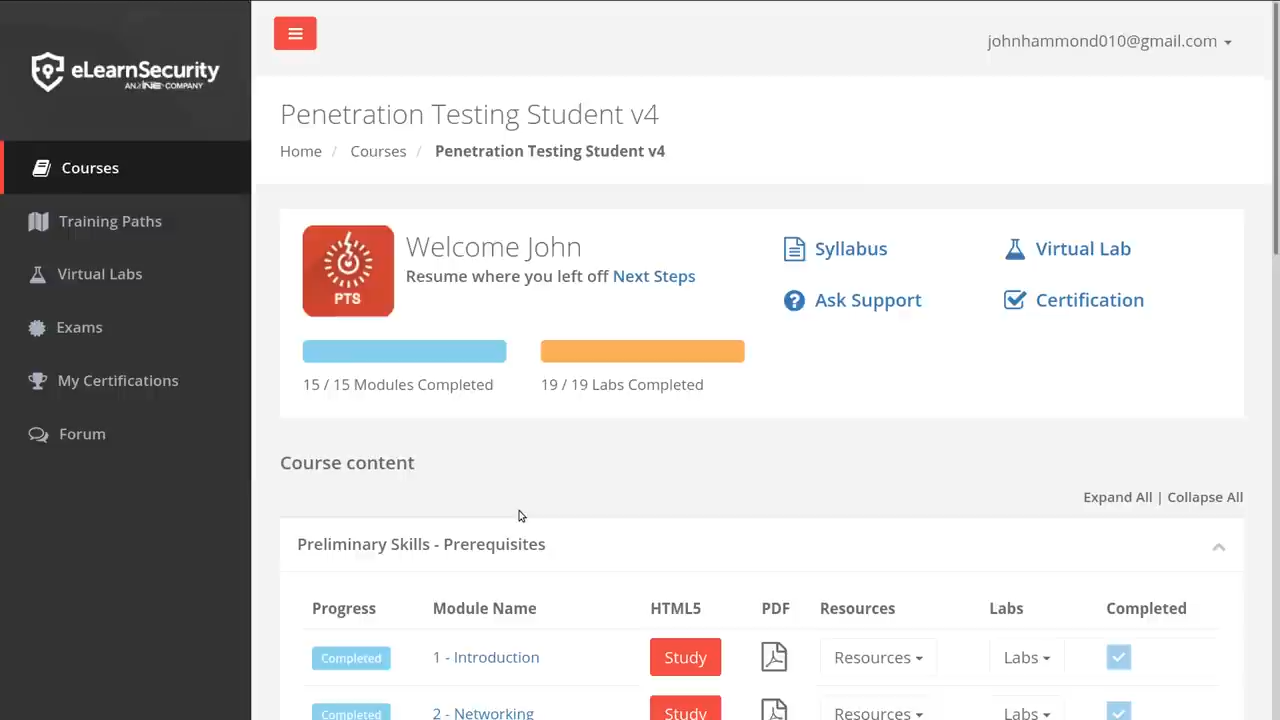 johnhammond010@gmail.com
eLearnSecurity
AN INE COMPANY
Penetration Testing Student v4
Home / Courses / Penetration Testing Student v4
Courses
Training Paths
Virtual Labs
Exams
My Certifications
Forum
PTS
Welcome John
Resume where you left off Next Steps
Syllabus
Virtual Lab
Ask Support
Certification
15 / 15 Modules Completed
19 / 19 Labs Completed
Course content
Expand All | Collapse All
Preliminary Skills - Prerequisites
Progress Module Name HTML5 PDF Resources Labs Completed
Completed 1 - Introduction Study Resources Labs
Completed 2 - Networking Study Resources Labs